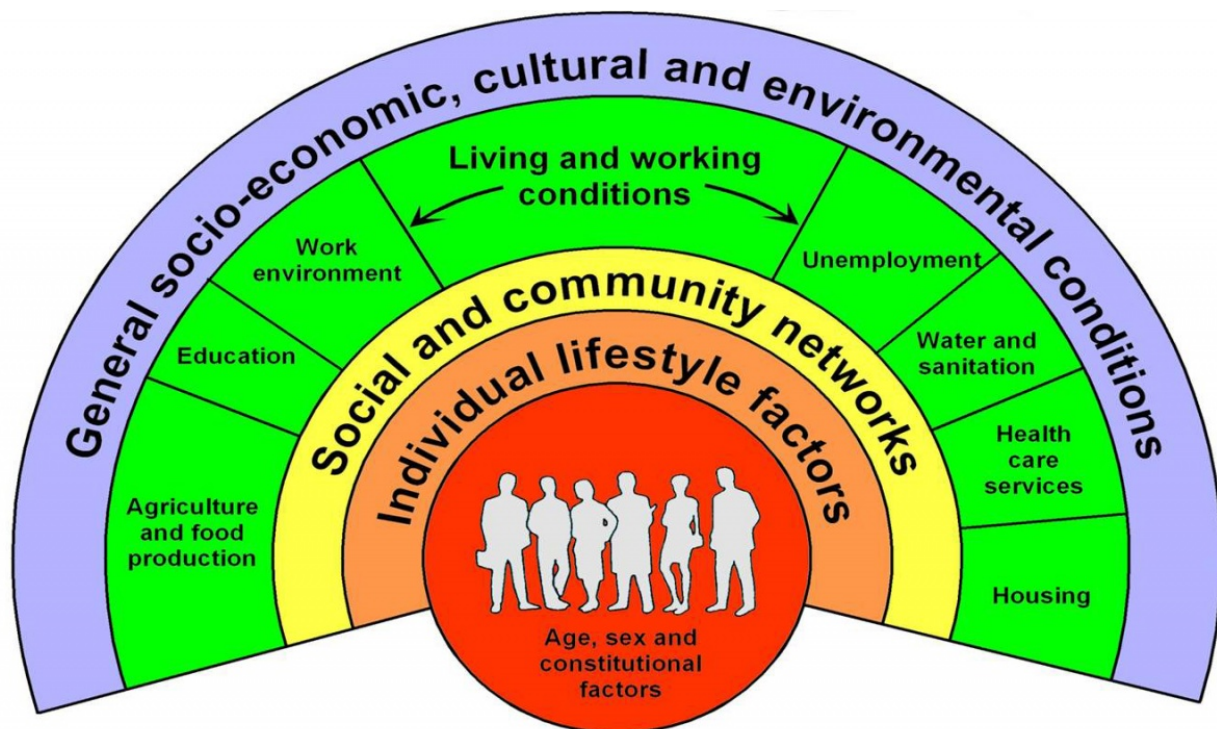 General socio-economic, cultural and environmental conditions
Living and working
conditions
Work
environment
Unemployment
Education
Water and
sanitation
Agriculture
and food
production
Health
care
services
Housing
Social and community networks
Individual lifestyle factors
Age, sex and
constitutional
factors